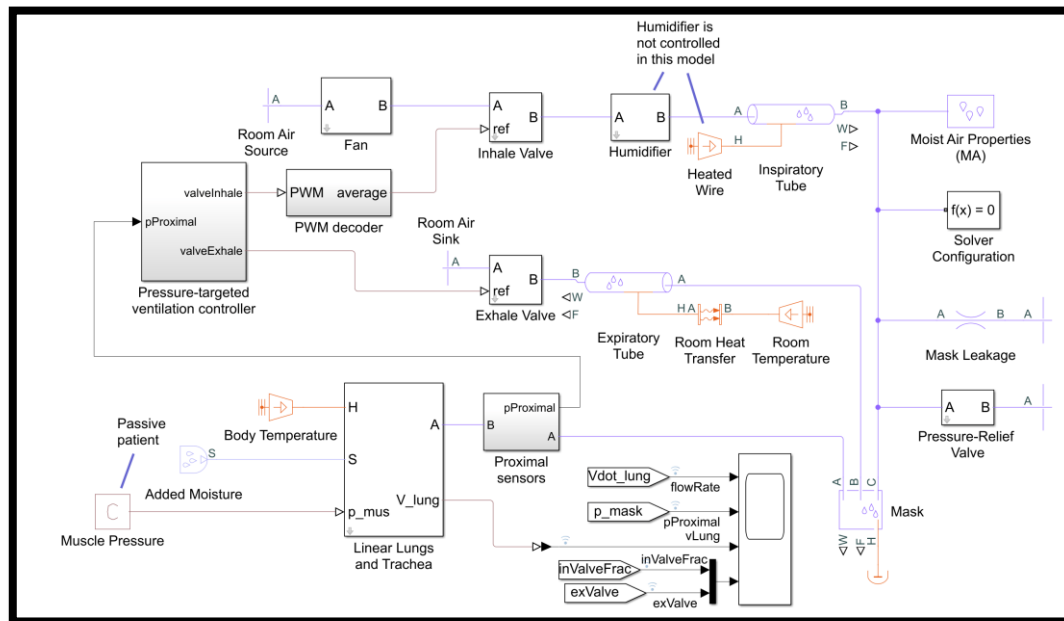 Humidifier is
not controlled
in this model
A
Room Air
Source
A
B
Fan
A
B
ref
Inhale Valve
A
B
Humidifier
H
Heated
Wire
A
B
W
F
Inspiratory
Tube
Moist Air Properties
(MA)
f(x) = 0
Solver
Configuration
valveInhale
pProximal
valveExhale
Pressure-targeted
ventilation controller
PWM
average
PWM decoder
Room Air
Sink
A
A
B
ref
Exhale Valve
B
A
W
F
Expiratory
Tube
H
A
B
Room Heat
Transfer
Room
Temperature
A
B
A
Mask Leakage
A
B
A
Pressure-Relief
Valve
Passive
patient
Body Temperature
S
Added Moisture
C
Muscle Pressure
H
S
p_mus
A
V_lung
Linear Lungs
and Trachea
B
pProximal
A
Proximal
sensors
Vdot_lung
flowRate
p_mask
pProximal
vLung
inValveFrac
inValveFrac
exValve
exValve
A
B
C
Mask
W
F
H